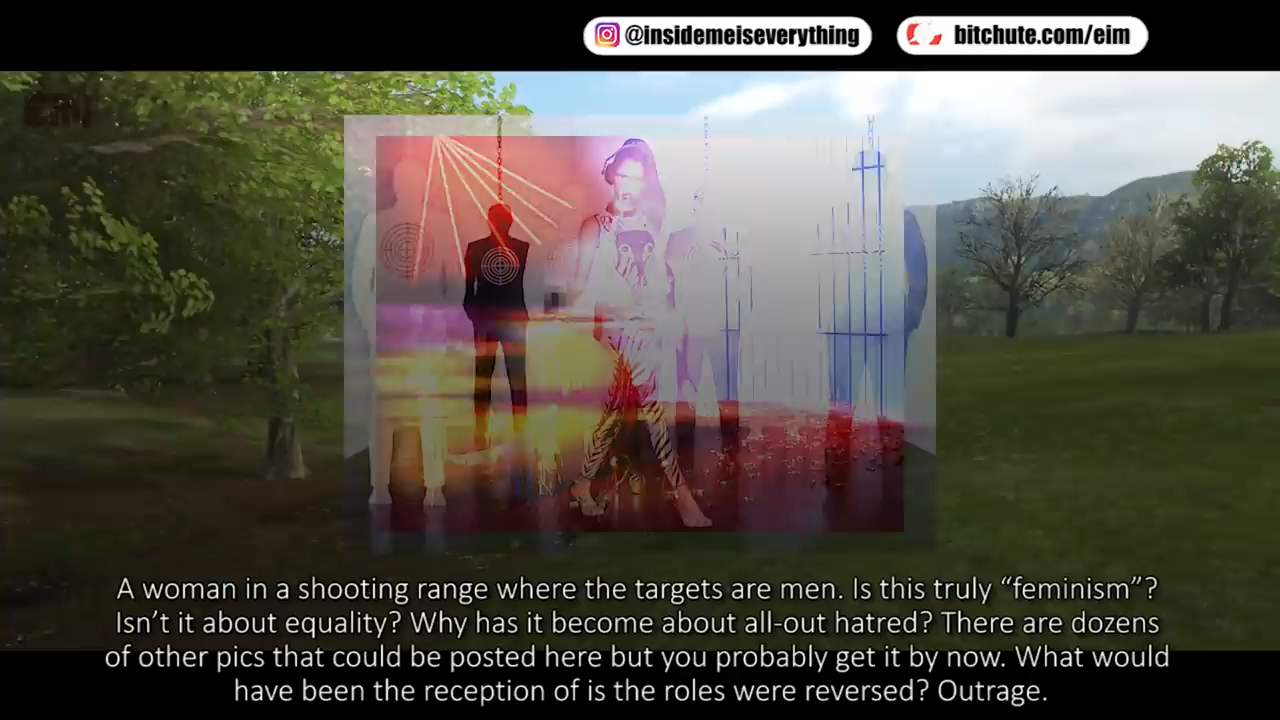 @insidemeiseverything
bitchute.com/eim
A woman in a shooting range where the targets are men. Is this truly “feminism”?
Isn’t it about equality? Why has it become about all-out hatred? There are dozens
of other pics that could be posted here but you probably get it by now. What would
have been the reception of is the roles were reversed? Outrage.